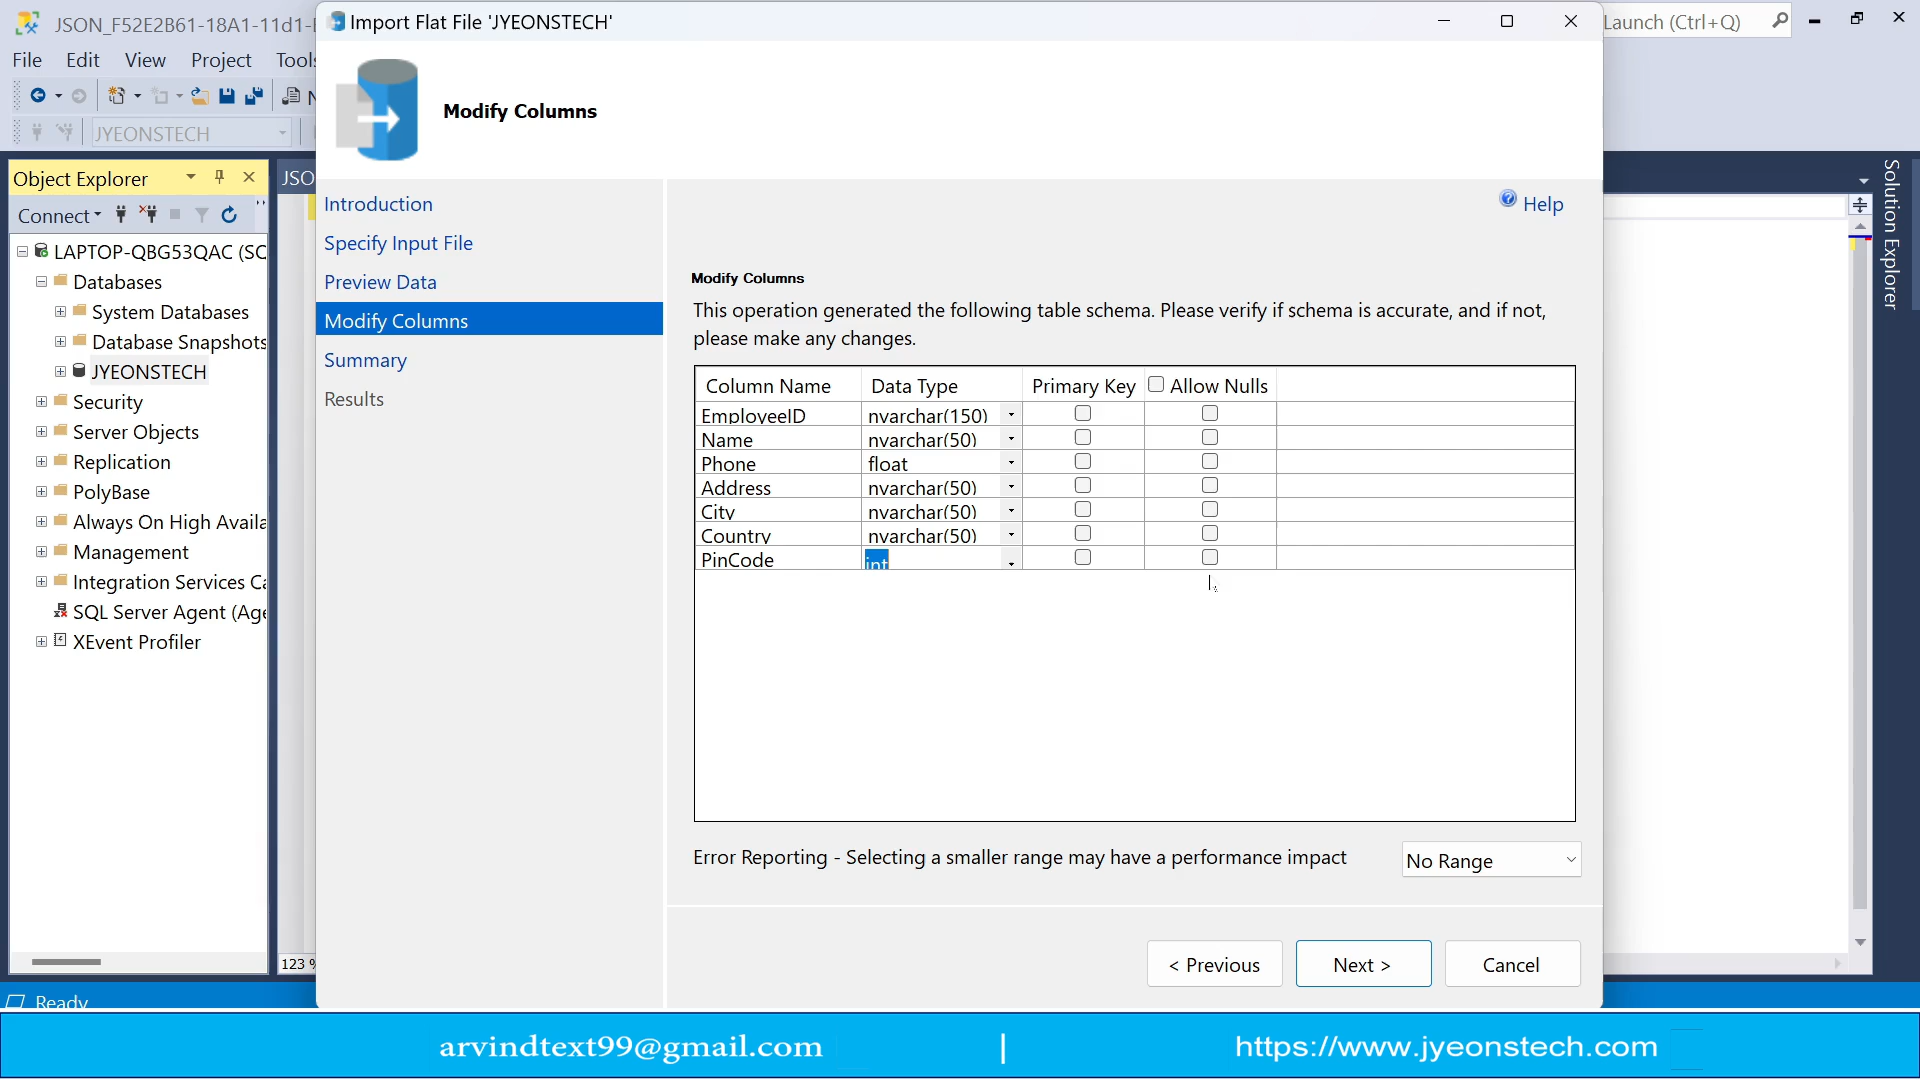 JSON_F52E2B61-18A1-11d1-
Import Flat File 'JYEONSTECH'
Launch (Ctrl+Q)
File Edit View Project Tools
JYEONSTECH
Modify Columns
Object Explorer
JSO
Connect
Introduction
Specify Input File
Preview Data
Modify Columns
Summary
Results
LAPTOP-QBG53QAC (SQ
Databases
System Databases
Database Snapshots
JYEONSTECH
Security
Server Objects
Replication
PolyBase
Always On High Availa
Management
Integration Services Ca
SQL Server Agent (Age
XEvent Profiler
Help
Modify Columns
This operation generated the following table schema. Please verify if schema is accurate, and if not,
please make any changes.
Column Name Data Type Primary Key Allow Nulls
EmployeeID nvarchar(150)
Name nvarchar(50)
Phone float
Address nvarchar(50)
City nvarchar(50)
Country nvarchar(50)
PinCode int
Error Reporting - Selecting a smaller range may have a performance impact No Range
< Previous Next > Cancel
Solution Explorer
123 %
Ready
arvindtext99@gmail.com | https://www.jyeonstech.com